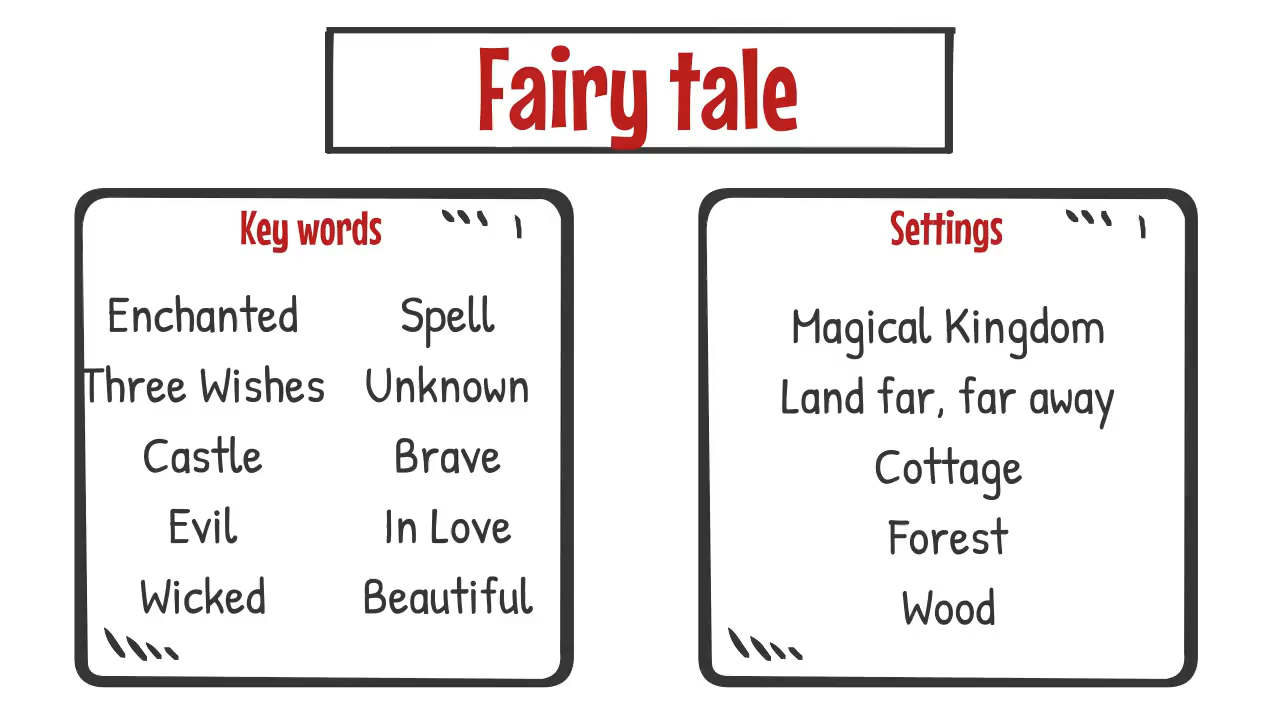 Fairy tale
Key words
Enchanted
Three Wishes
Castle
Evil
Wicked
Spell
Unknown
Brave
In Love
Beautiful
Settings
Magical Kingdom
Land far, far away
Cottage
Forest
Wood